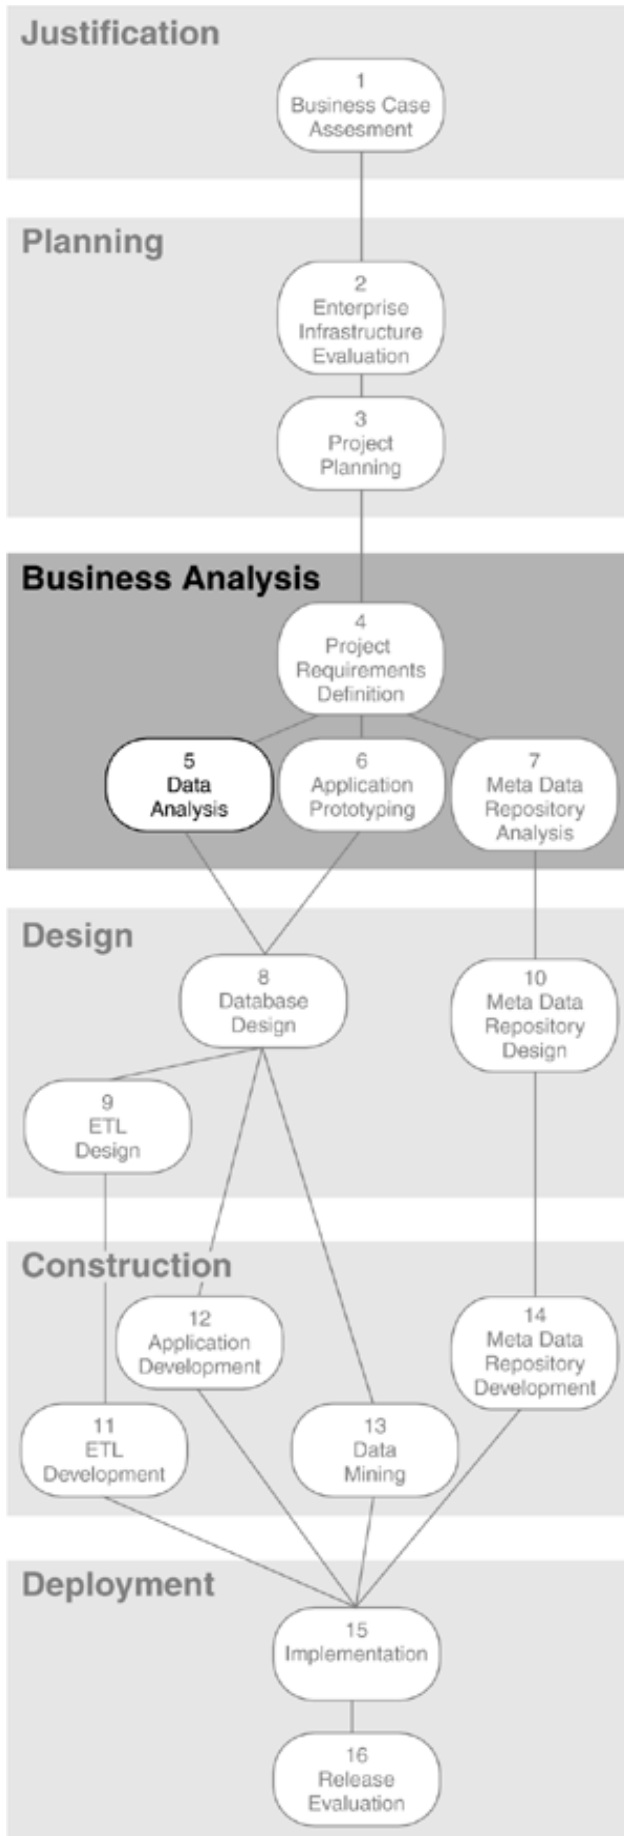 Justification
1
Business Case
Assesment
Planning
2
Enterprise
Infrastructure
Evaluation
3
Project
Planning
Business Analysis
4
Project
Requirements
Definition
5
Data
Analysis
6
Application
Prototyping
7
Meta Data
Repository
Analysis
Design
8
Database
Design
10
Meta Data
Repository
Design
9
ETL
Design
Construction
12
Application
Development
14
Meta Data
Repository
Development
11
ETL
Development
13
Data
Mining
Deployment
15
Implementation
16
Release
Evaluation